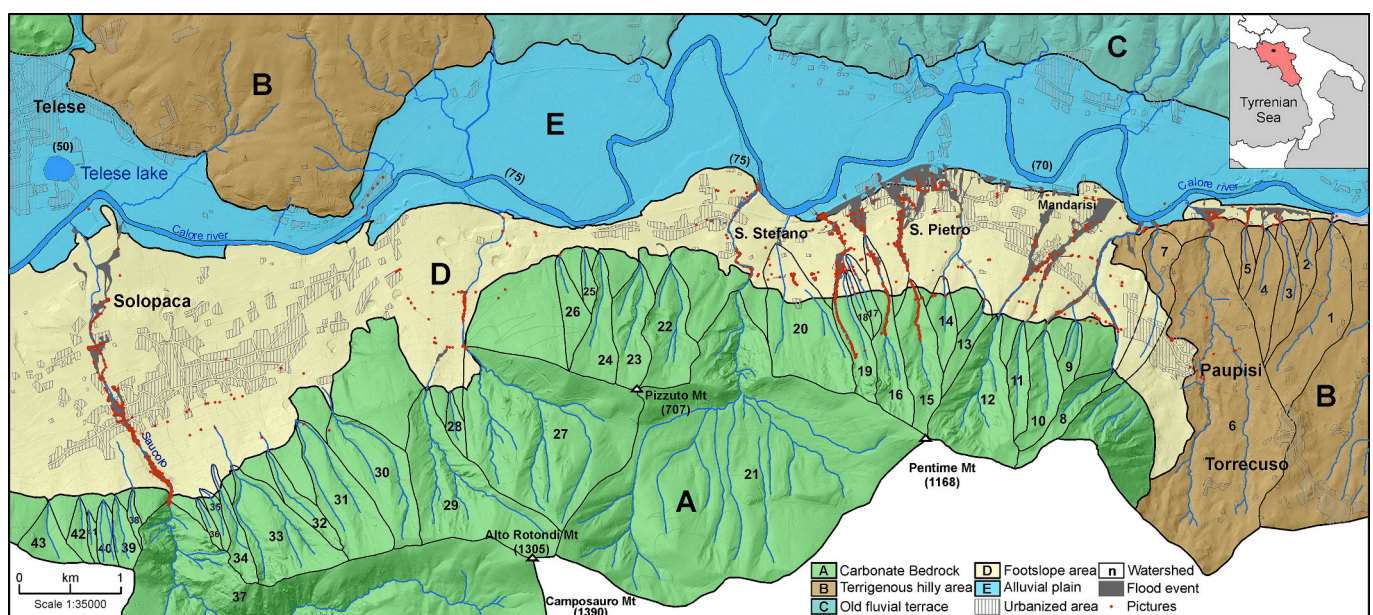 B
C
Tyrrenian
Sea
Telese
(50)
Telese lake
E
(75)
(75)
(70)
Calore river
Calore river
Mandarisi
S. Stefano
S. Pietro
D
Solopaca
7
5
2
4
3
1
25
26
24
23
22
20
18
17
19
16
15
14
13
12
11
10
9
8
Paupisi
B
6
Torrecuso
Pizzuto Mt
(707)
28
27
21
A
Pentime Mt
(1168)
Saucolo
30
31
29
32
33
34
35
36
37
38
39
40
42
43
Alto Rotondi Mt
(1305)
Camposauro Mt
(1390)
0 km 1
Scale 1:35000
A Carbonate Bedrock
B Terrigenous hilly area
C Old fluvial terrace
D Footslope area
E Alluvial plain
Urbanized area
n Watershed
Flood event
Pictures